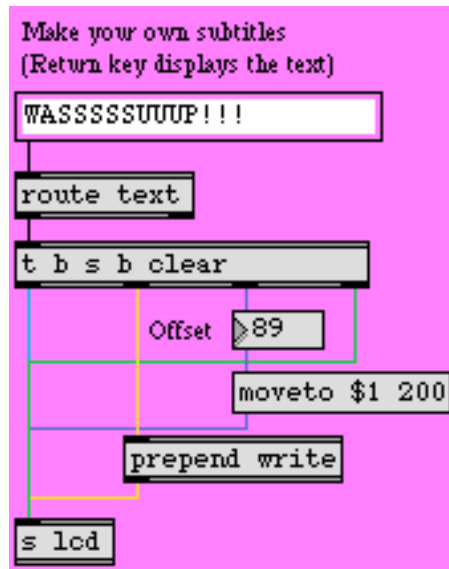 Make your own subtitles
(Return key displays the text)
WASSSSSUUUP!!!
route text
t b s b clear
Offset 89
moveto $1 200
prepend write
s lcd